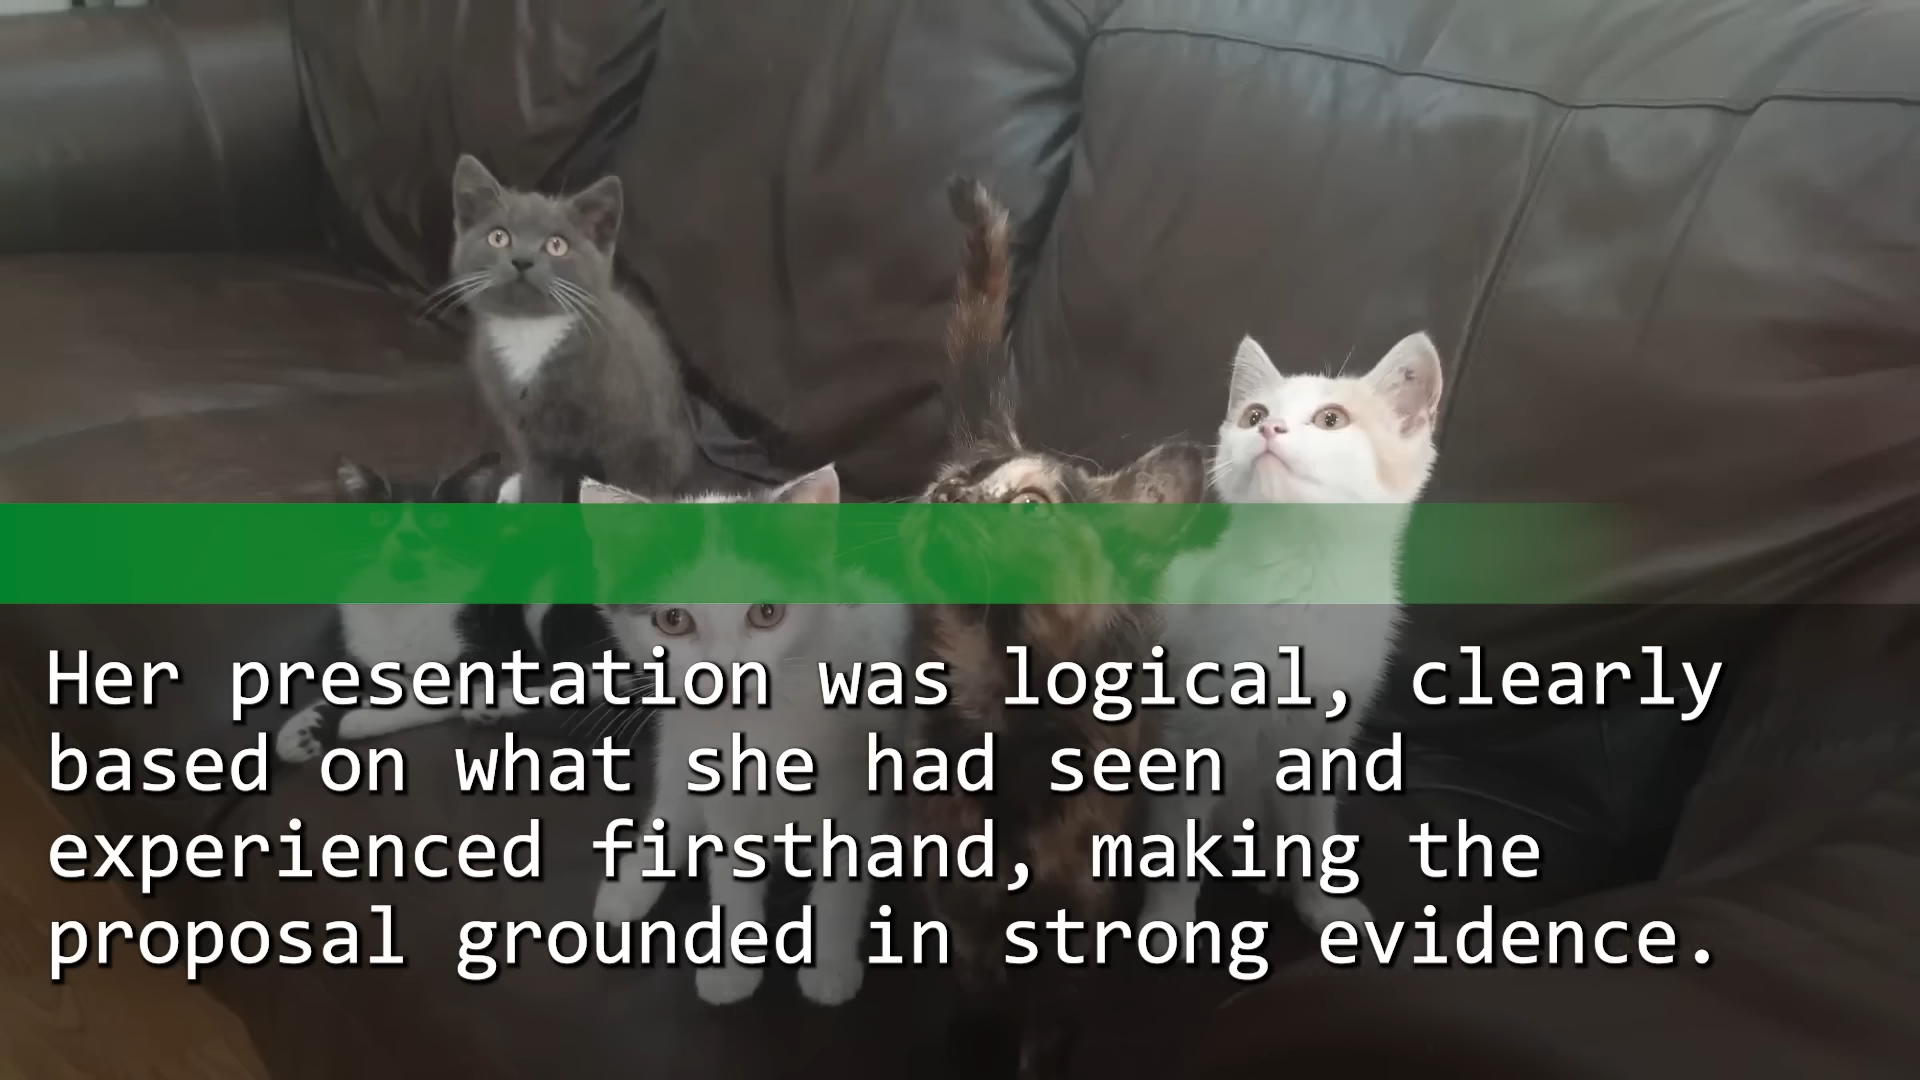 Her presentation was logical, clearly
based on what she had seen and
experienced firsthand, making the
proposal grounded in strong evidence.